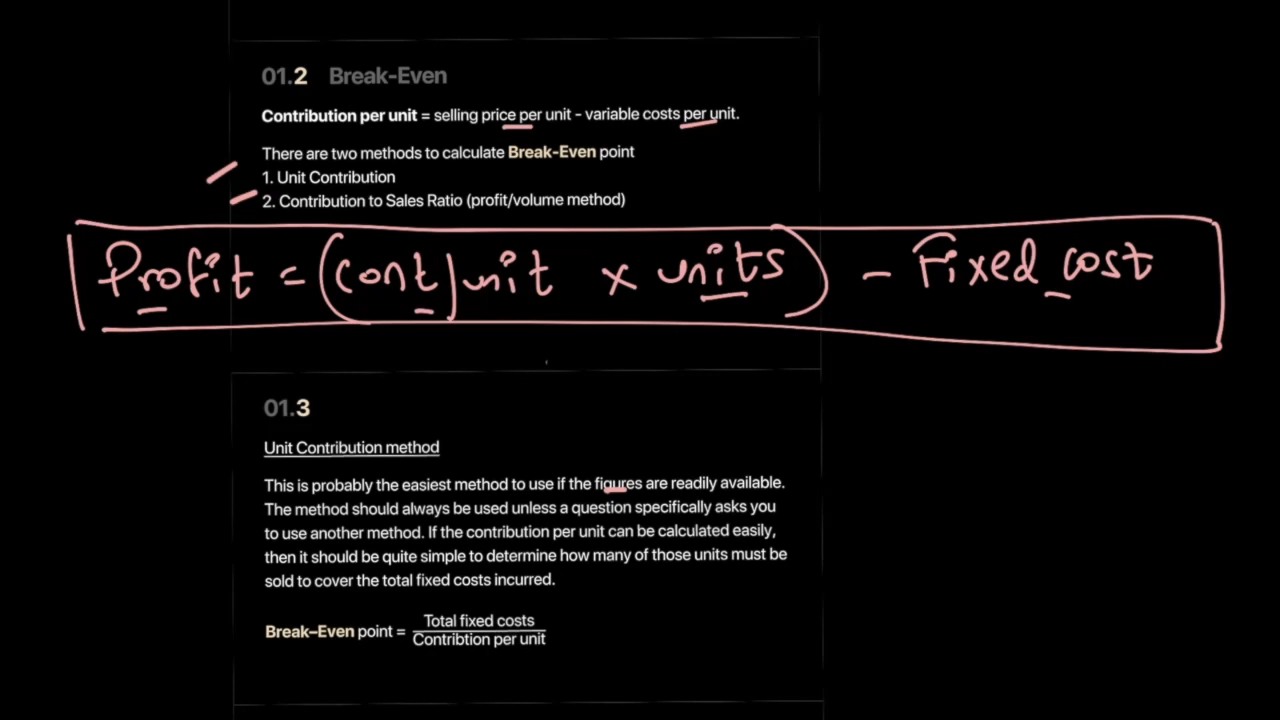 01.2 Break-Even
Contribution per unit = selling price per unit - variable costs per unit.
There are two methods to calculate Break-Even point
1. Unit Contribution
2. Contribution to Sales Ratio (profit/volume method)
Profit = (cont/unit x units) - Fixed cost
01.3
Unit Contribution method
This is probably the easiest method to use if the figures are readily available.
The method should always be used unless a question specifically asks you
to use another method. If the contribution per unit can be calculated easily,
then it should be quite simple to determine how many of those units must be
sold to cover the total fixed costs incurred.
Break–Even point = Total fixed costs
Contribtion per unit